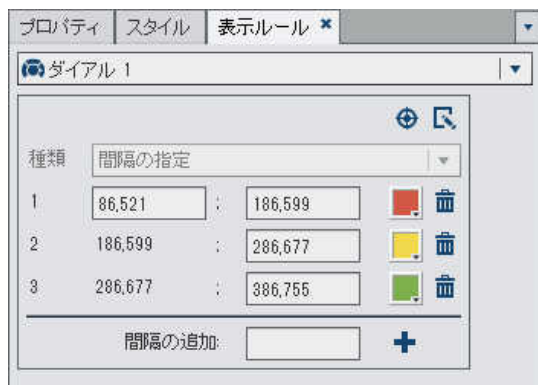 プロパティ スタイル 表示ルール ×
ダイアル 1
種類 間隔の指定
1 86,521 : 186,599
2 186,599 : 286,677
3 286,677 : 386,755
間隔の追加: